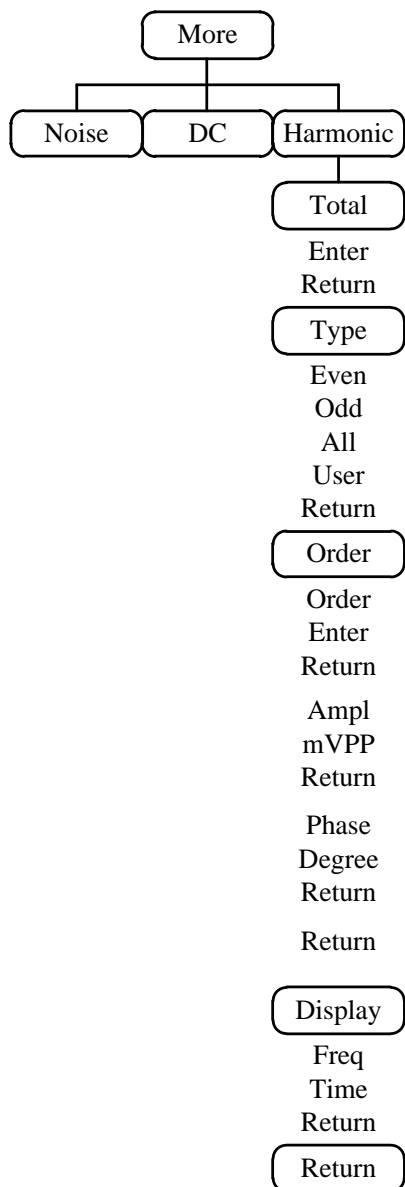 More
Noise DC Harmonic
Total
Enter
Return
Type
Even
Odd
All
User
Return
Order
Order
Enter
Return
Ampl
mVPP
Return
Phase
Degree
Return
Return
Display
Freq
Time
Return
Return